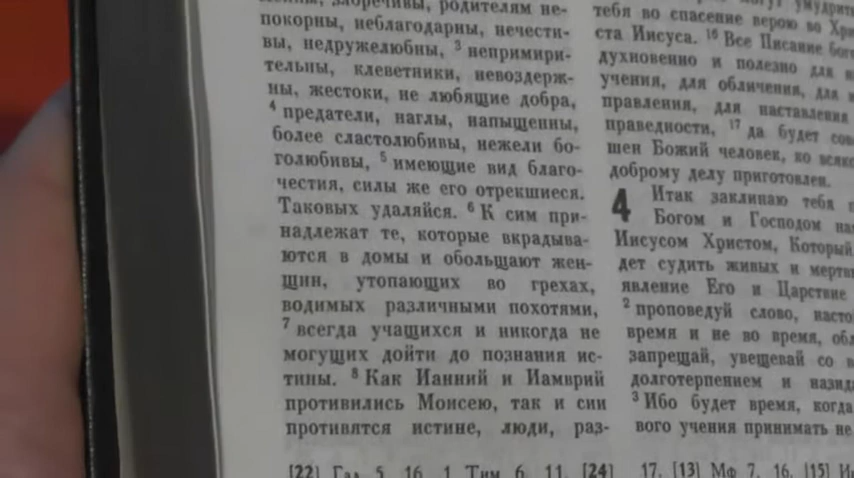 злоречивы, родителям не-
покорны, неблагодарны, нечести-
вы, недружелюбны, 3 непримири-
тельны, клеветники, невоздерж-
ны, жестоки, не любящие добра,
4 предатели, наглы, напыщенны,
более сластолюбивы, нежели бо-
голюбивы, 5 имеющие вид благо-
честия, силы же его отрекшиеся.
Таковых удаляйся. 6 К сим при-
надлежат те, которые вкрадыва-
ются в домы и обольщают жен-
щин, утопающих во грехах,
водимых различными похотями,
7 всегда учащихся и никогда не
могущих дойти до познания ис-
тины. 8 Как Ианний и Иамврий
противились Моисею, так и сии
противятся истине, люди, раз-
[22] Гал 5, 16. 1 Тим 6, 11. [24]
могут умудрить
тебя во спасение верою во Хри
ста Иисуса. 16 Все Писание бог
духновенно и полезно для н
учения, для обличения, для и
правления, для наставления
праведности, 17 да будет сов
шен Божий человек, ко всяко
доброму делу приготовлен.
4 Итак заклинаю тебя п
Богом и Господом на
Иисусом Христом, Который
дет судить живых и мертвы
явление Его и Царствие
2 проповедуй слово, насто
время и не во время, обл
запрещай, увещевай со в
долготерпением и назида
3 Ибо будет время, когда
вого учения принимать не
17. [13] Мф 7, 16. [15] Ин